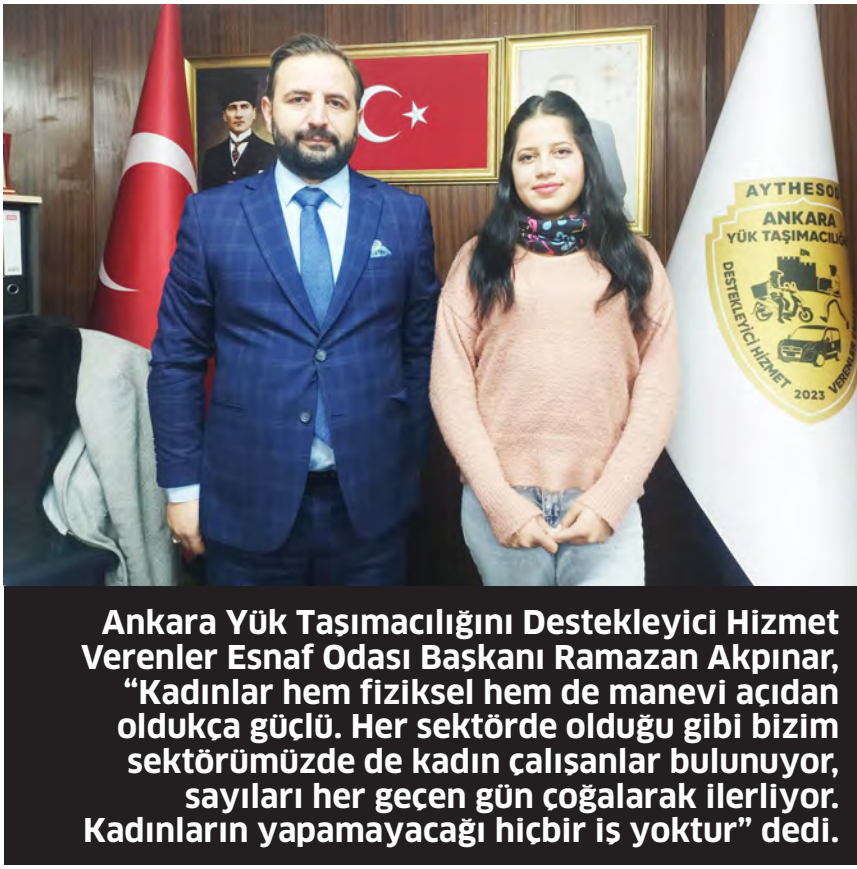 AYTHESOB
ANKARA
YÜK TAŞIMACILIĞI
DESTEKLEYİCİ HİZMET
VERENLER
2023
Ankara Yük Taşımacılığını Destekleyici Hizmet
Verenler Esnaf Odası Başkanı Ramazan Akpınar,
“Kadınlar hem fiziksel hem de manevi açıdan
oldukça güçlü. Her sektörde olduğu gibi bizim
sektörümüzde de kadın çalışanlar bulunuyor,
sayıları her geçen gün çoğalarak ilerliyor.
Kadınların yapamayacağı hiçbir iş yoktur” dedi.